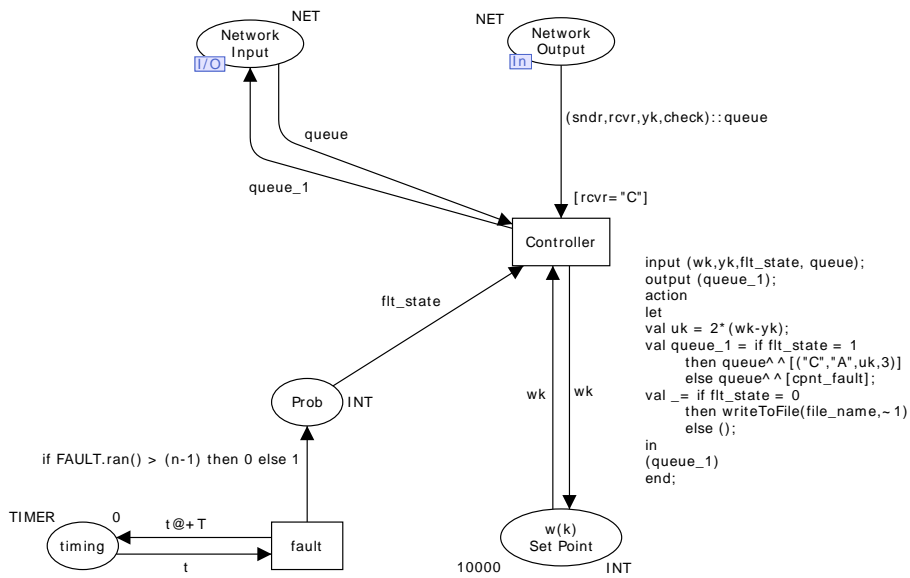 NET
Network
Input
I/O
NET
Network
Output
In
(sndr,rcvr,yk,check)::queue
queue
queue_1
[rcvr="C"]
Controller
input (wk,yk,flt_state, queue);
output (queue_1);
action
let
val uk = 2*(wk-yk);
val queue_1 = if flt_state = 1
then queue^^[("C","A",uk,3)]
else queue^^[cpnt_fault];
val _= if flt_state = 0
then writeToFile(file_name,~1)
else ();
in
(queue_1)
end;
flt_state
wk
wk
Prob
INT
if FAULT.ran() > (n-1) then 0 else 1
TIMER
0
t@+T
timing
fault
t
w(k)
Set Point
10000
INT